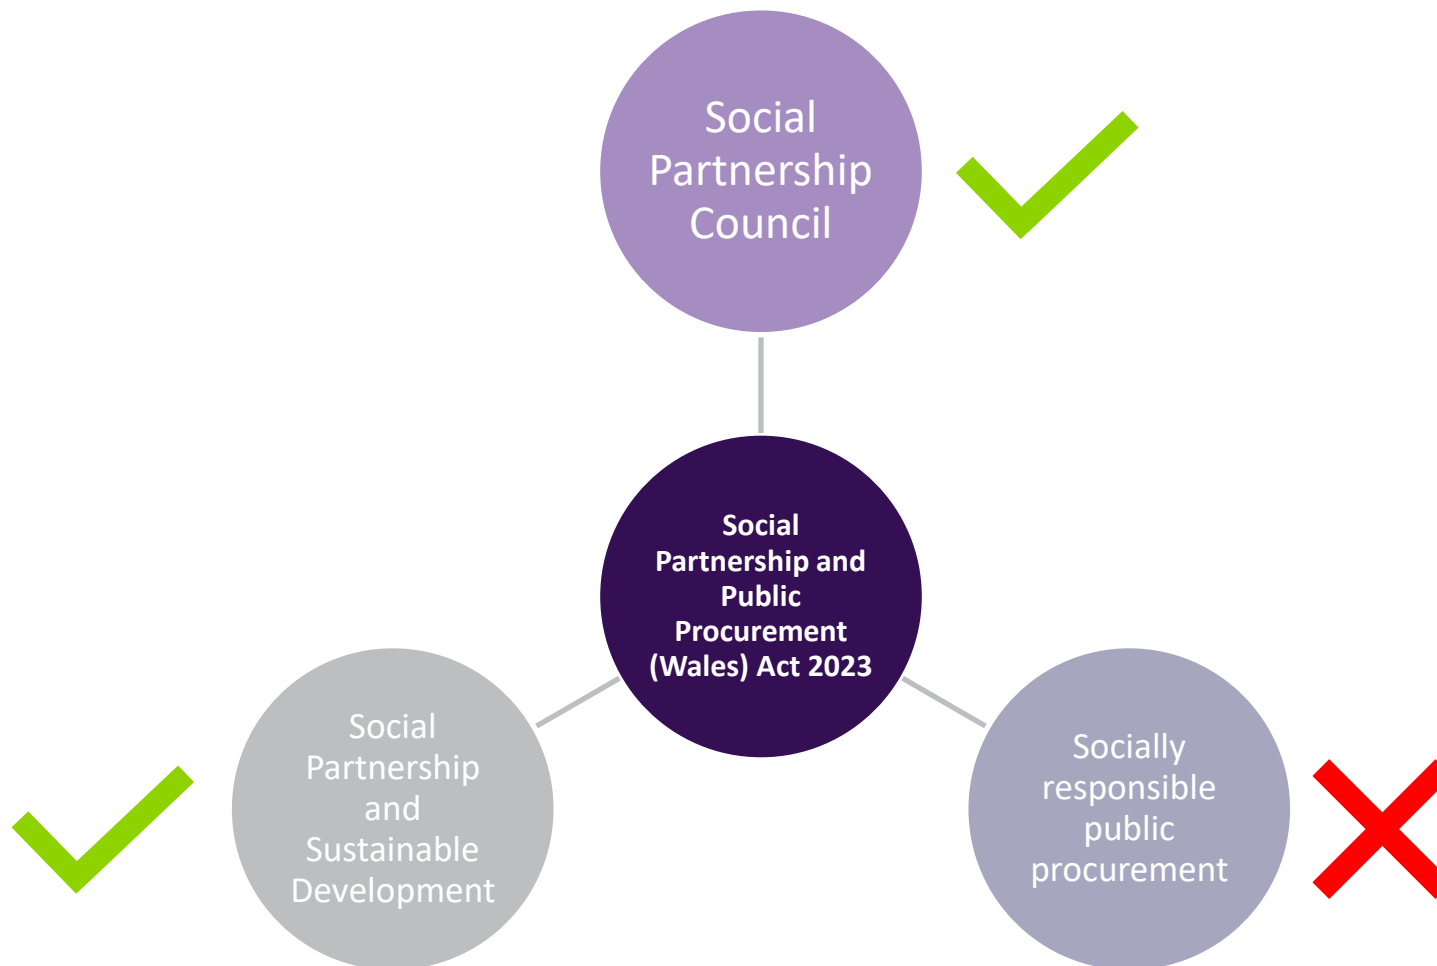 Social
Partnership
Council
Social
Partnership and
Public
Procurement
(Wales) Act 2023
Social
Partnership
and
Sustainable
Development
Socially
responsible
public
procurement